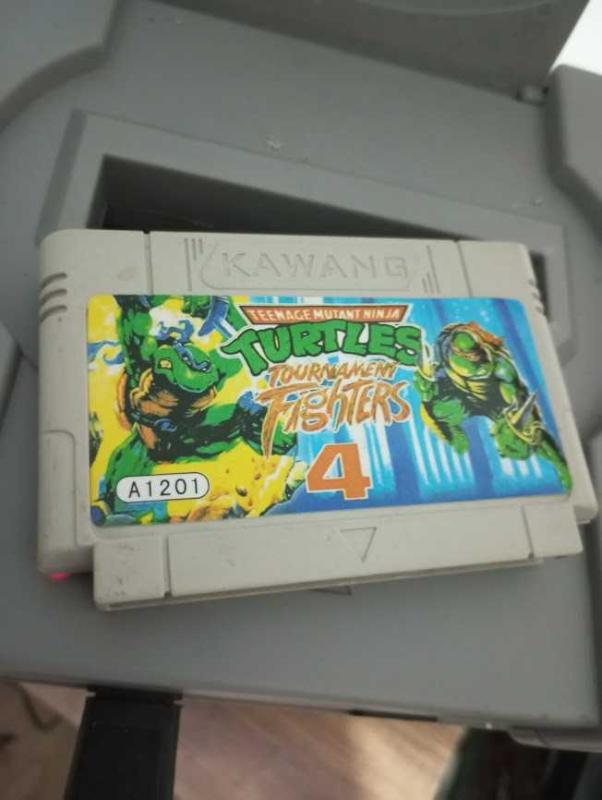 KAWANG
TEENAGE MUTANT NINJA
TURTLES
TOURNAMENT
FIGHTERS
4
A1201